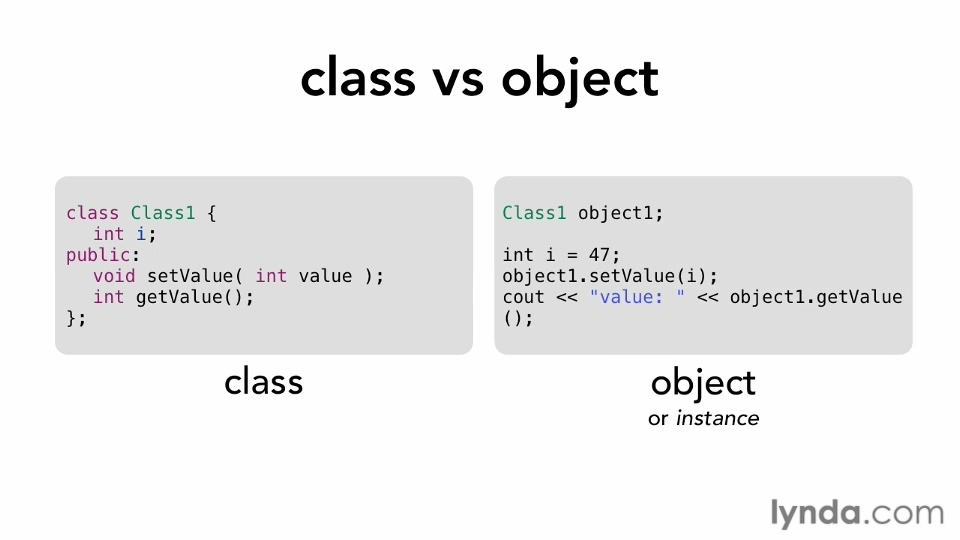 class vs object
class Class1 {
int i;
public:
void setValue( int value );
int getValue();
};
class
Class1 object1;
int i = 47;
object1.setValue(i);
cout << "value: " << object1.getValue
();
object
or instance
lynda.com